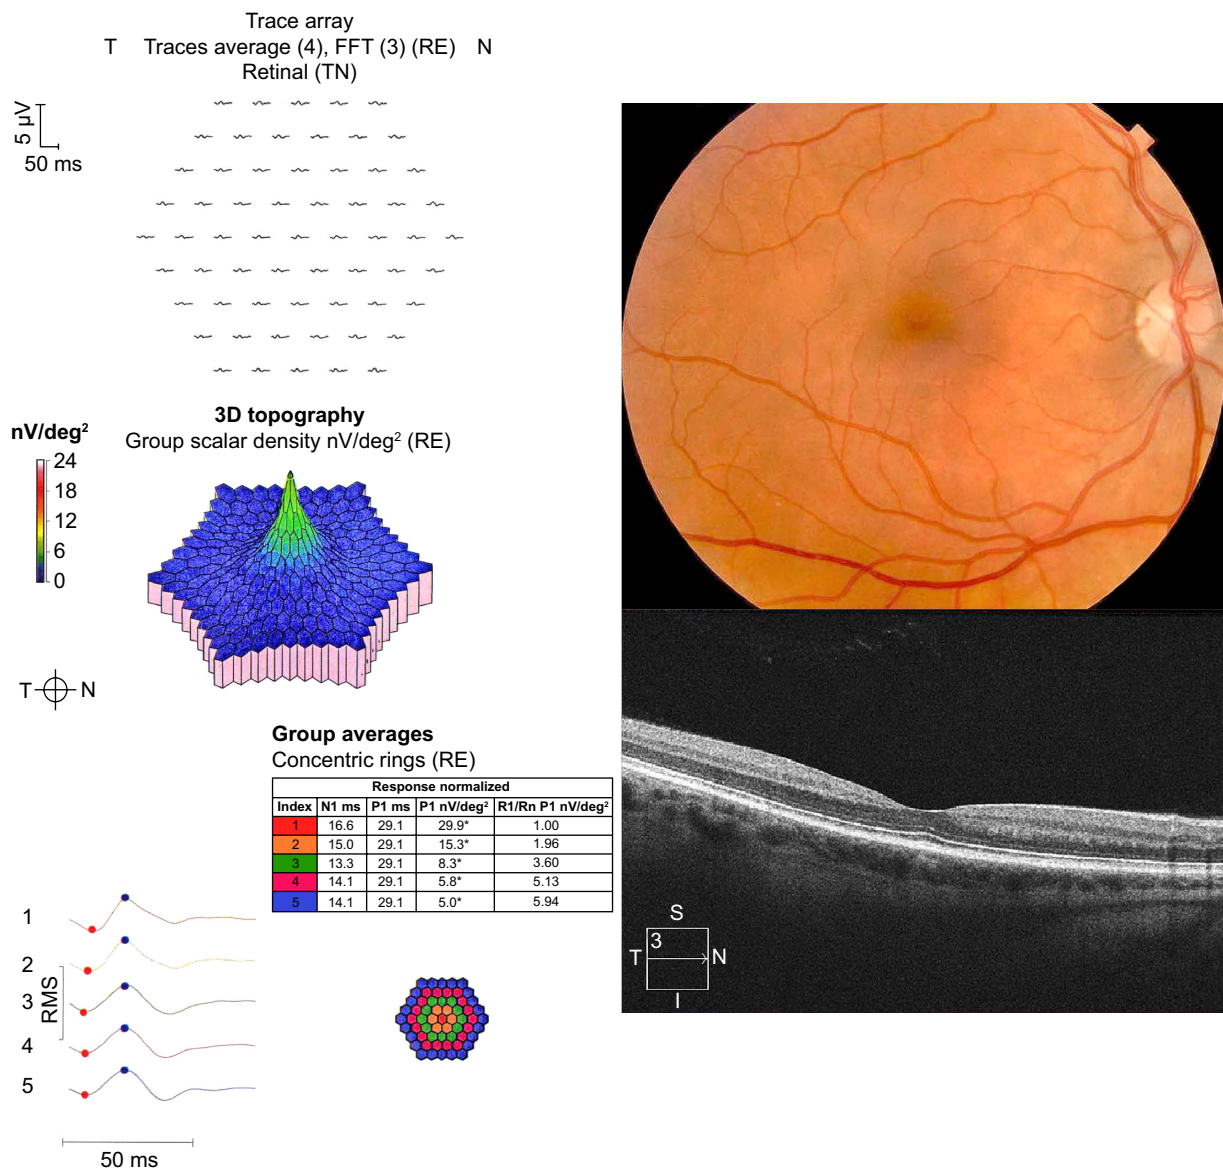 Trace array
T Traces average (4), FFT (3) (RE) N
Retinal (TN)
5 µV
50 ms
3D topography
Group scalar density nV/deg² (RE)
nV/deg²
24
18
12
6
0
T N
Group averages
Concentric rings (RE)
Response normalized
Index N1 ms P1 ms P1 nV/deg² R1/Rn P1 nV/deg²
1 16.6 29.1 29.9* 1.00
2 15.0 29.1 15.3* 1.96
3 13.3 29.1 8.3* 3.60
4 14.1 29.1 5.8* 5.13
5 14.1 29.1 5.0* 5.94
1
2
3
4
5
RMS
50 ms
S
3
T N
I